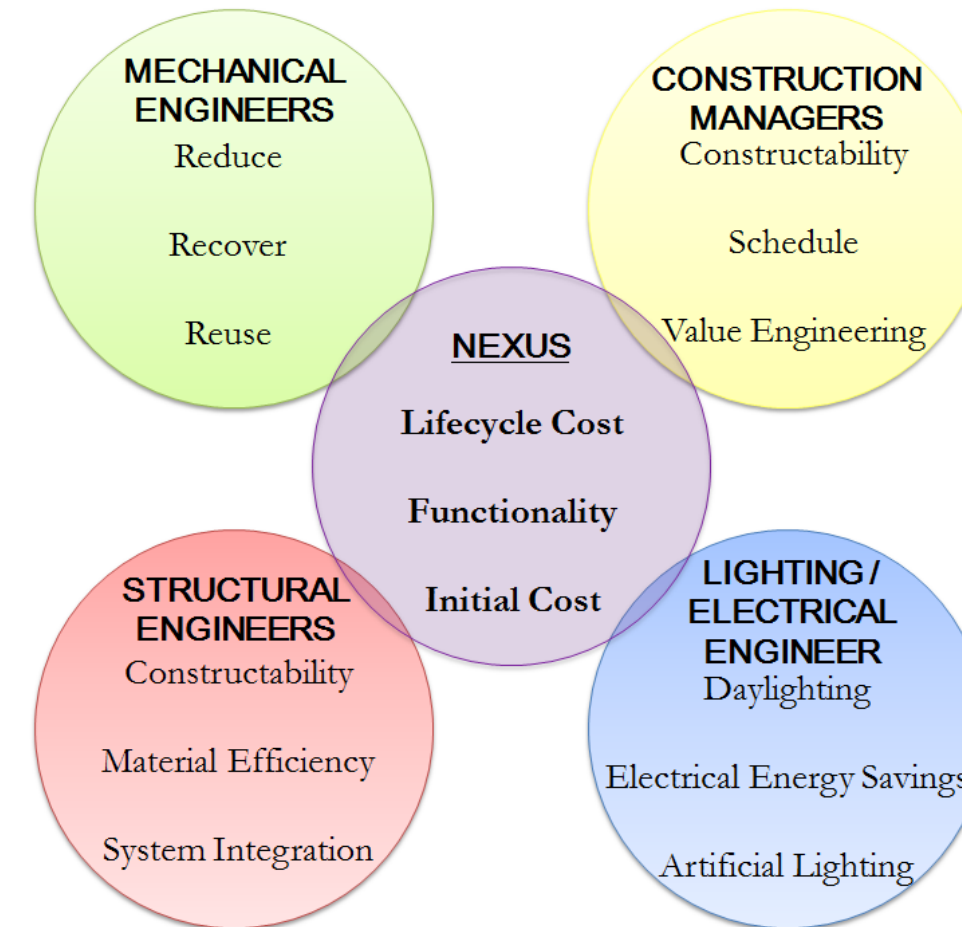 MECHANICAL
ENGINEERS
Reduce
Recover
Reuse
CONSTRUCTION
MANAGERS
Constructability
Schedule
Value Engineering
NEXUS
Lifecycle Cost
Functionality
Initial Cost
STRUCTURAL
ENGINEERS
Constructability
Material Efficiency
System Integration
LIGHTING /
ELECTRICAL
ENGINEER
Daylighting
Electrical Energy Savings
Artificial Lighting